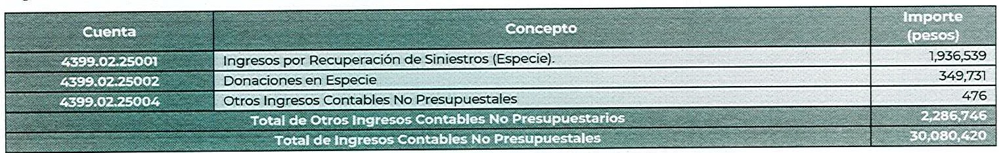 Cuenta Concepto Importe (pesos)
4399.02.25001 Ingresos por Recuperación de Siniestros (Especie). 1,936,539
4399.02.25002 Donaciones en Especie 349,731
4399.02.25004 Otros Ingresos Contables No Presupuestales 476
Total de Otros Ingresos Contables No Presupuestarios 2,286,746
Total de Ingresos Contables No Presupuestales 30,080,420